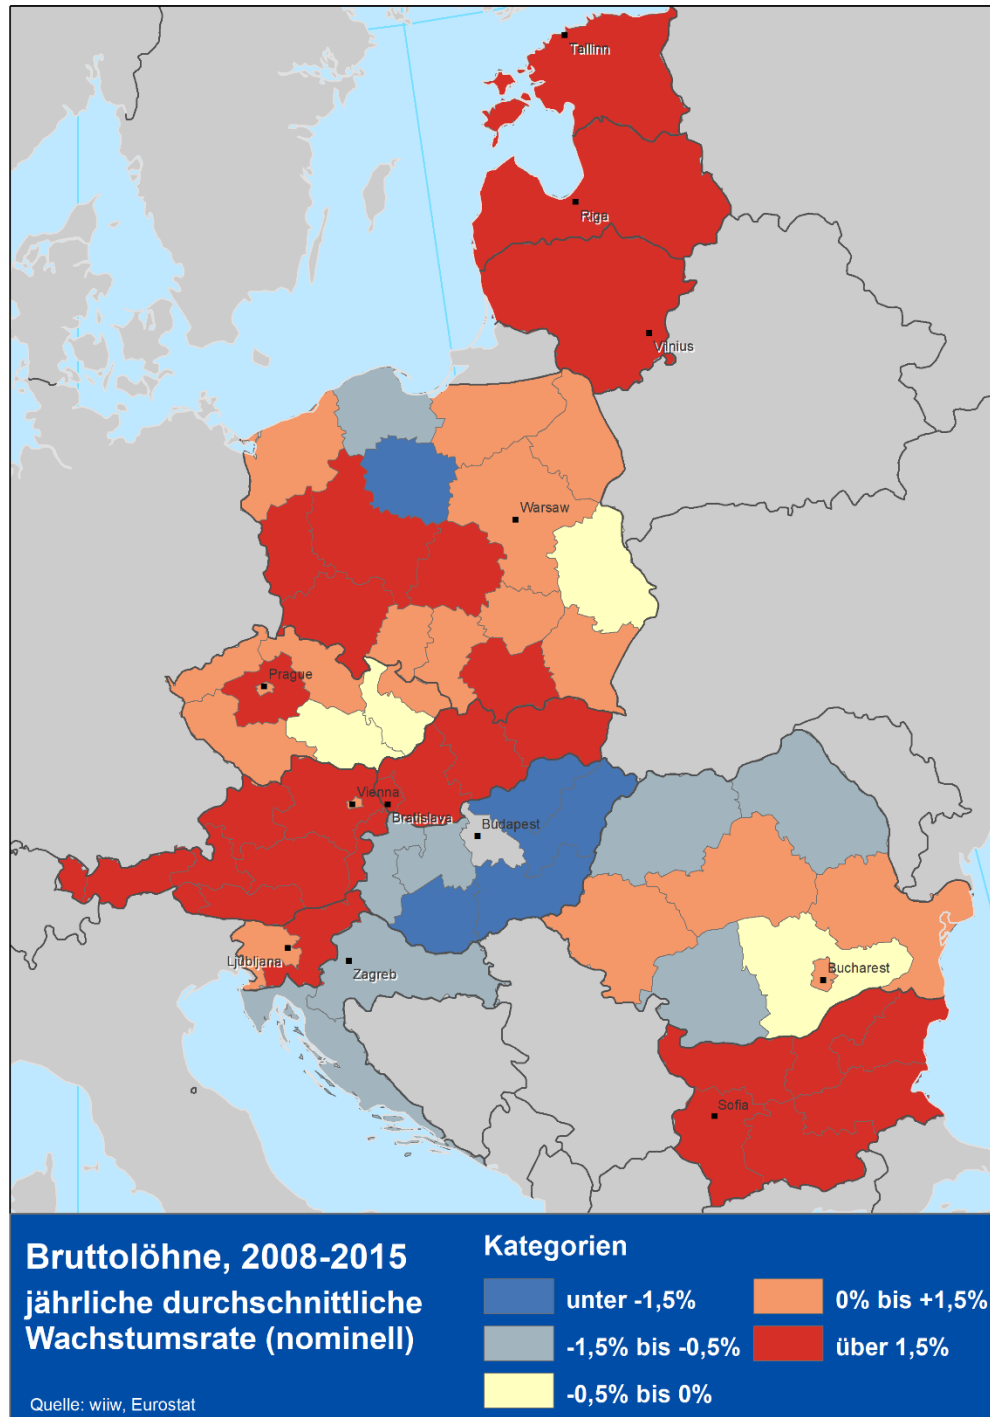 Tallinn
Riga
Vilnius
Warsaw
Prague
Vienna
Bratislava
Budapest
Ljubljana
Zagreb
Bucharest
Sofia
Bruttolöhne, 2008-2015
jährliche durchschnittliche
Wachstumsrate (nominell)
Quelle: wiiw, Eurostat
Kategorien
unter -1,5%
-1,5% bis -0,5%
-0,5% bis 0%
0% bis +1,5%
über 1,5%